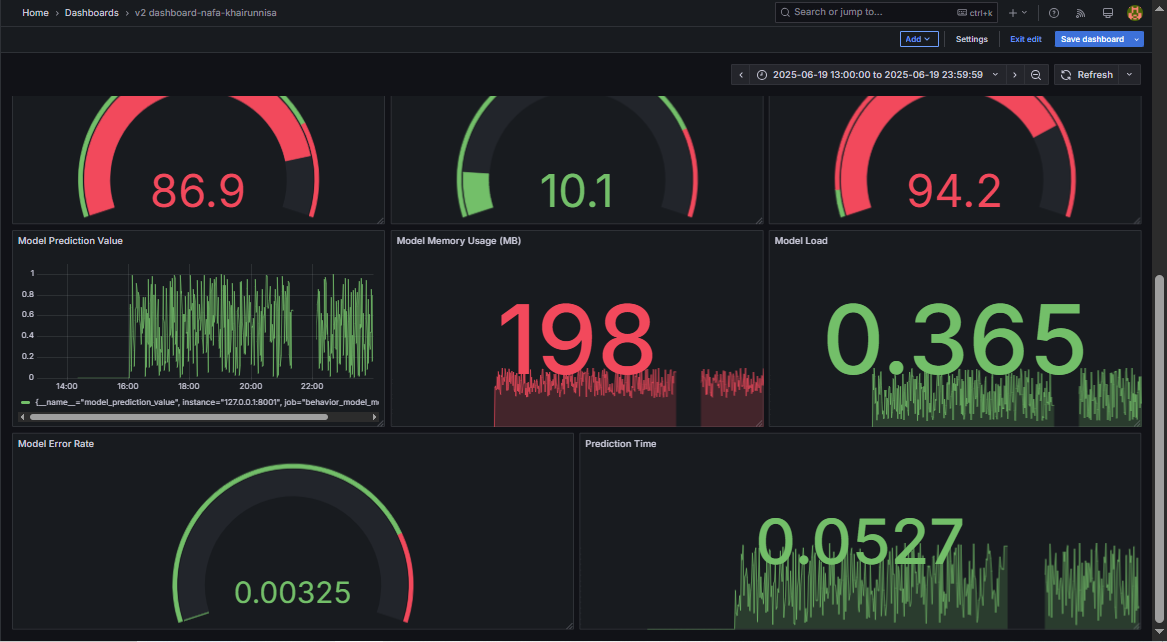 Home › Dashboards › v2 dashboard-nafa-khairunnisa
Search or jump to... ctrl+k
Add Settings Exit edit Save dashboard
2025-06-19 13:00:00 to 2025-06-19 23:59:59 Refresh
86.9 10.1 94.2
Model Prediction Value
1
0.8
0.6
0.4
0.2
0
14:00 16:00 18:00 20:00 22:00
{__name__="model_prediction_value", instance="127.0.0.1:8001", job="behavior_model_m
Model Memory Usage (MB)
198
Model Load
0.365
Model Error Rate
0.00325
Prediction Time
0.0527